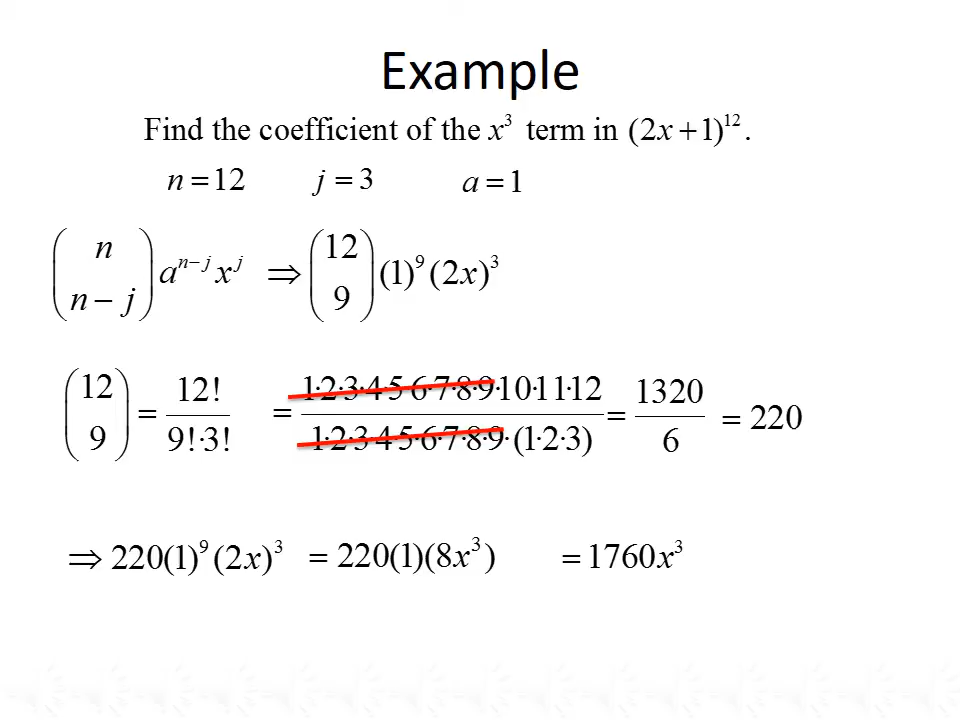 Example
Find the coefficient of the x³ term in (2x+1)¹².
n=12 j=3 a=1
(n / n−j) aⁿ⁻ʲ xʲ ⇒ (12 / 9) (1)⁹ (2x)³
(12 / 9) = 12! / 9!·3! = 1·2·3·4·5·6·7·8·9·10·11·12 / 1·2·3·4·5·6·7·8·9·(1·2·3) = 1320 / 6 = 220
⇒ 220(1)⁹ (2x)³ = 220(1)(8x³) = 1760x³